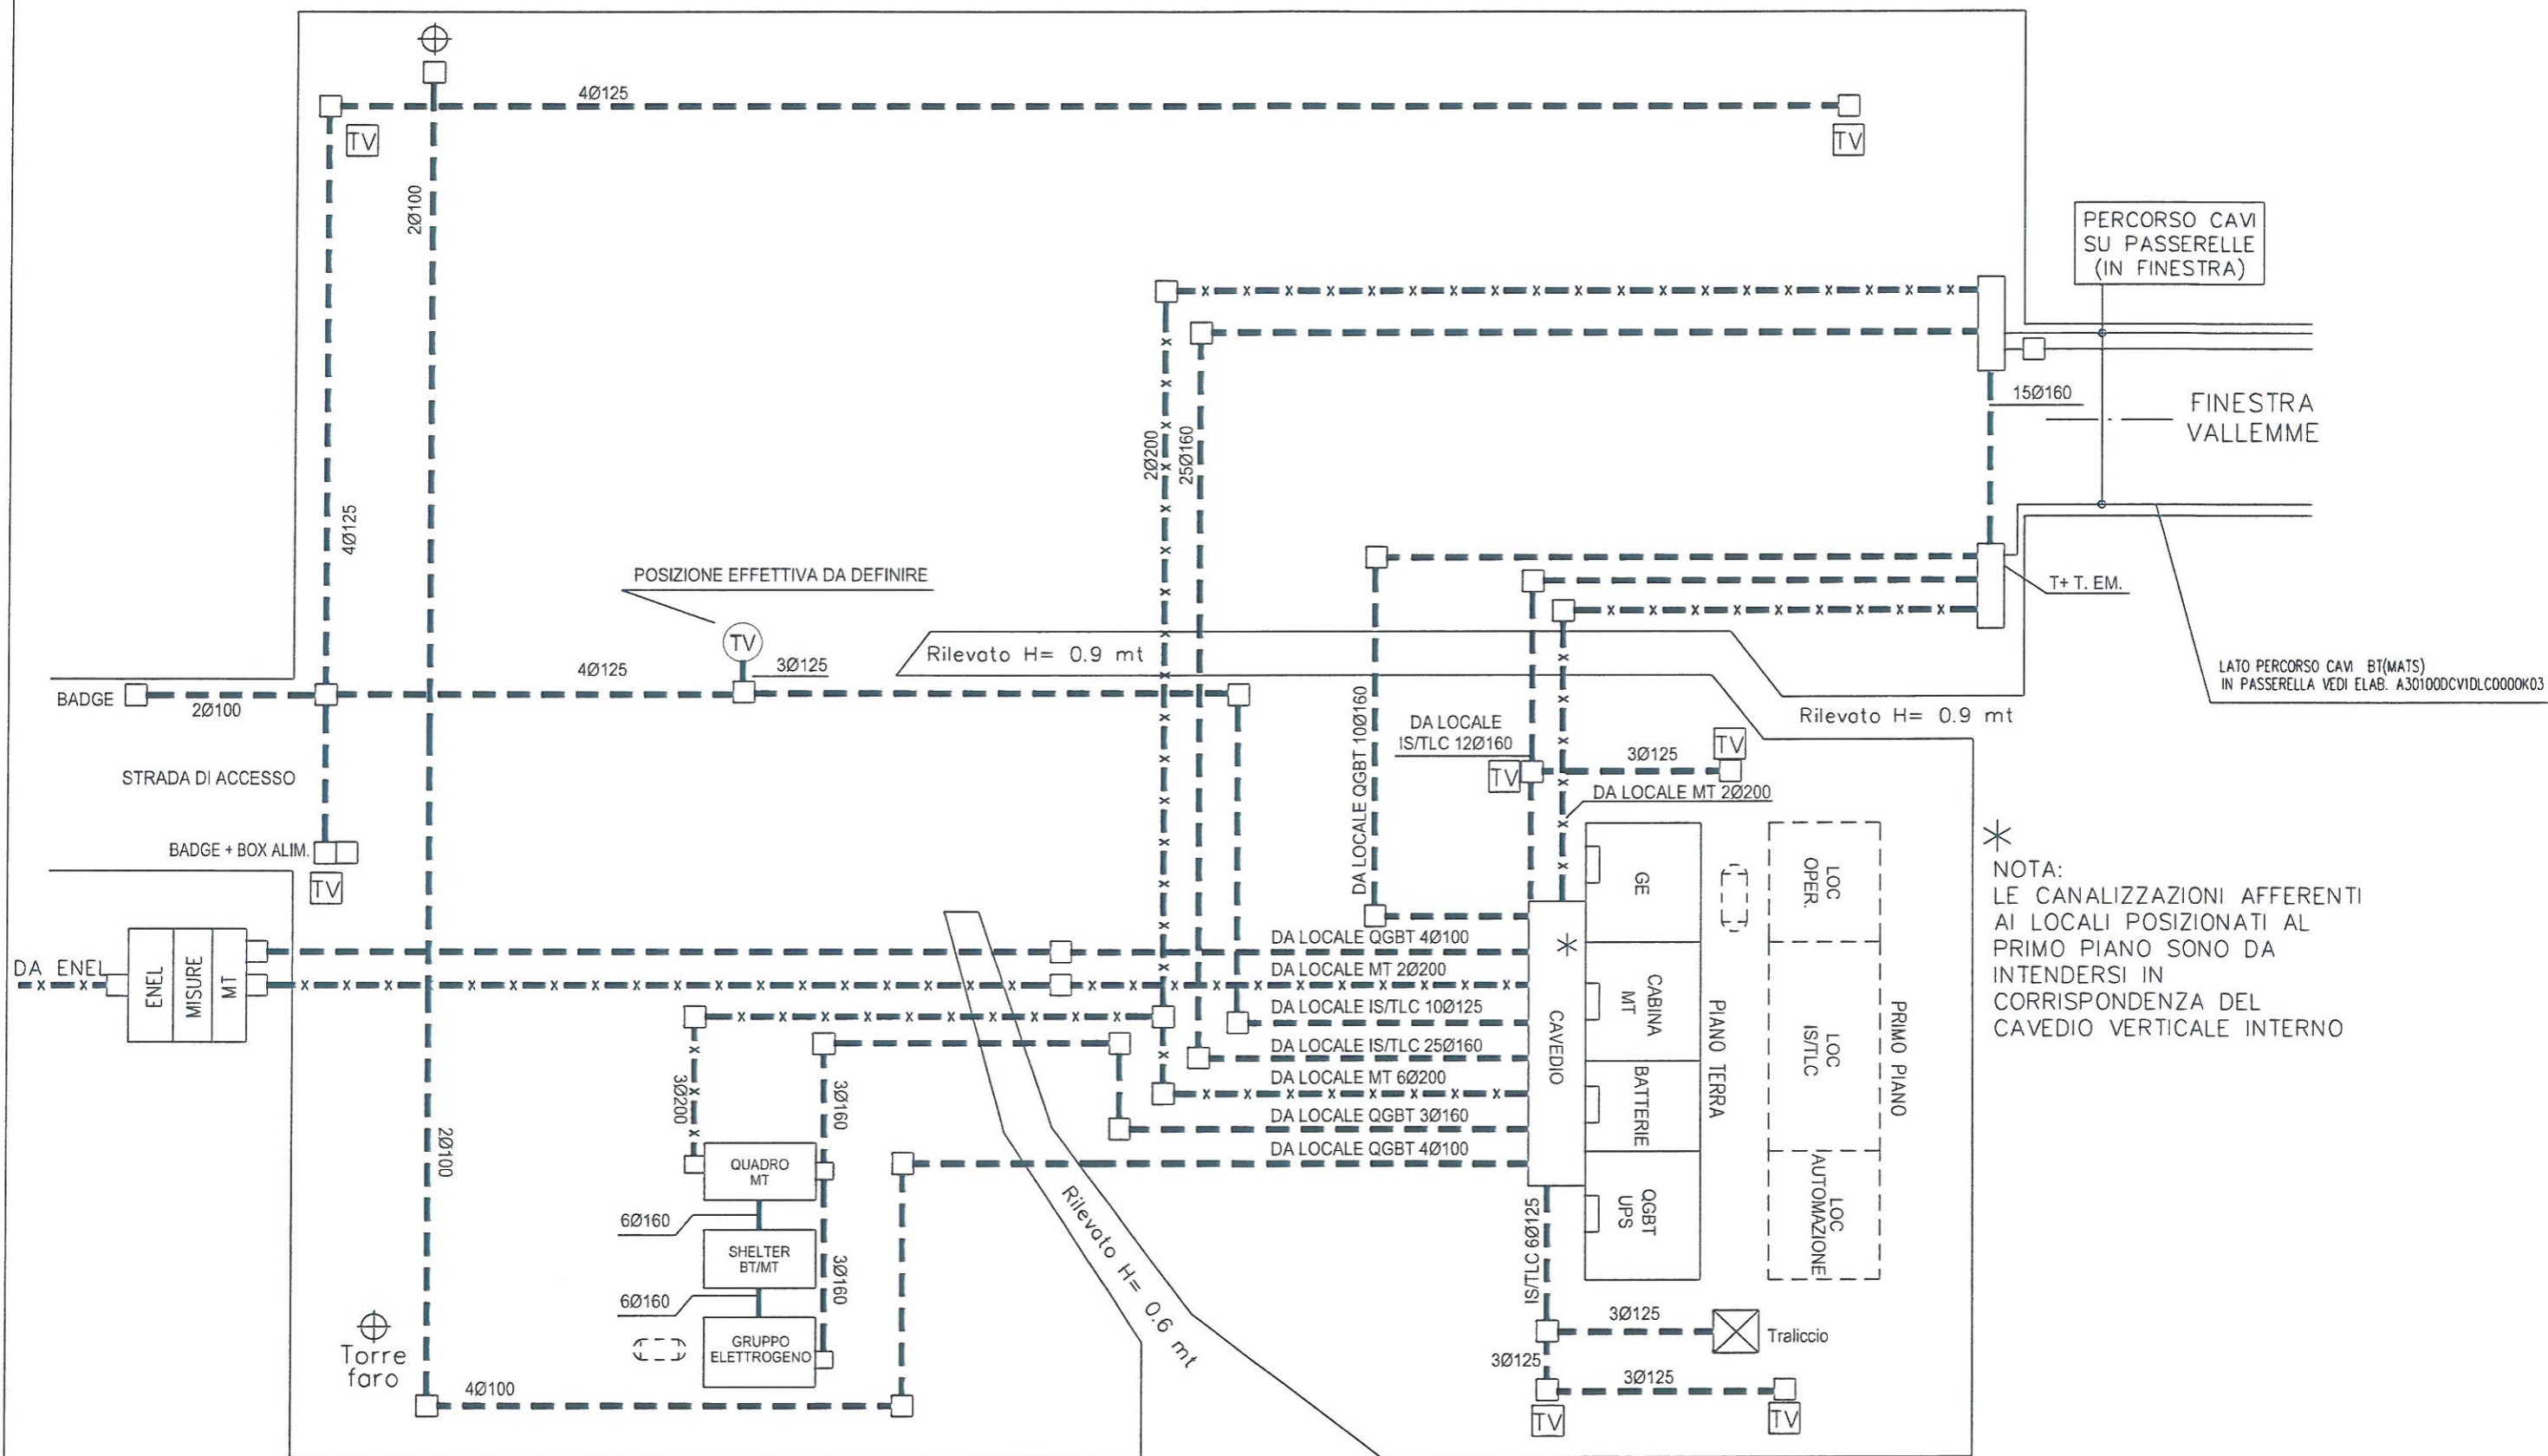 4Ø125
TV
TV
2Ø100
PERCORSO CAVI
SU PASSERELLE
(IN FINESTRA)
15Ø160
FINESTRA
VALLEMME
2Ø200
25Ø160
4Ø125
POSIZIONE EFFETTIVA DA DEFINIRE
T+ T. EM.
TV
Rilevato H= 0.9 mt
4Ø125
3Ø125
LATO PERCORSO CAVI BT(MATS)
IN PASSERELLA VEDI ELAB. A30100DCV1DLC0000K03
BADGE
2Ø100
Rilevato H= 0.9 mt
DA LOCALE QGBT 10Ø160
DA LOCALE
IS/TLC 12Ø160
TV
3Ø125
TV
STRADA DI ACCESSO
DA LOCALE MT 2Ø200
BADGE + BOX ALIM.
TV
GE
LOC
OPER.
*
NOTA:
LE CANALIZZAZIONI AFFERENTI
AI LOCALI POSIZIONATI AL
PRIMO PIANO SONO DA
INTENDERSI IN
CORRISPONDENZA DEL
CAVEDIO VERTICALE INTERNO
DA ENEL
ENEL
MISURE
MT
DA LOCALE QGBT 4Ø100
*
DA LOCALE MT 2Ø200
DA LOCALE IS/TLC 10Ø125
DA LOCALE IS/TLC 25Ø160
DA LOCALE MT 6Ø200
DA LOCALE QGBT 3Ø160
DA LOCALE QGBT 4Ø100
CAVEDIO
CABINA
MT
BATTERIE
QGBT
UPS
PIANO TERRA
LOC
IS/TLC
LOC
AUTOMAZIONE
PRIMO PIANO
3Ø200
3Ø160
2Ø100
QUADRO
MT
6Ø160
SHELTER
BT/MT
3Ø160
6Ø160
GRUPPO
ELETTROGENO
Rilevato H= 0.6 mt
IS/TLC 6Ø125
3Ø125
Traliccio
Torre
faro
4Ø100
3Ø125
3Ø125
TV
TV